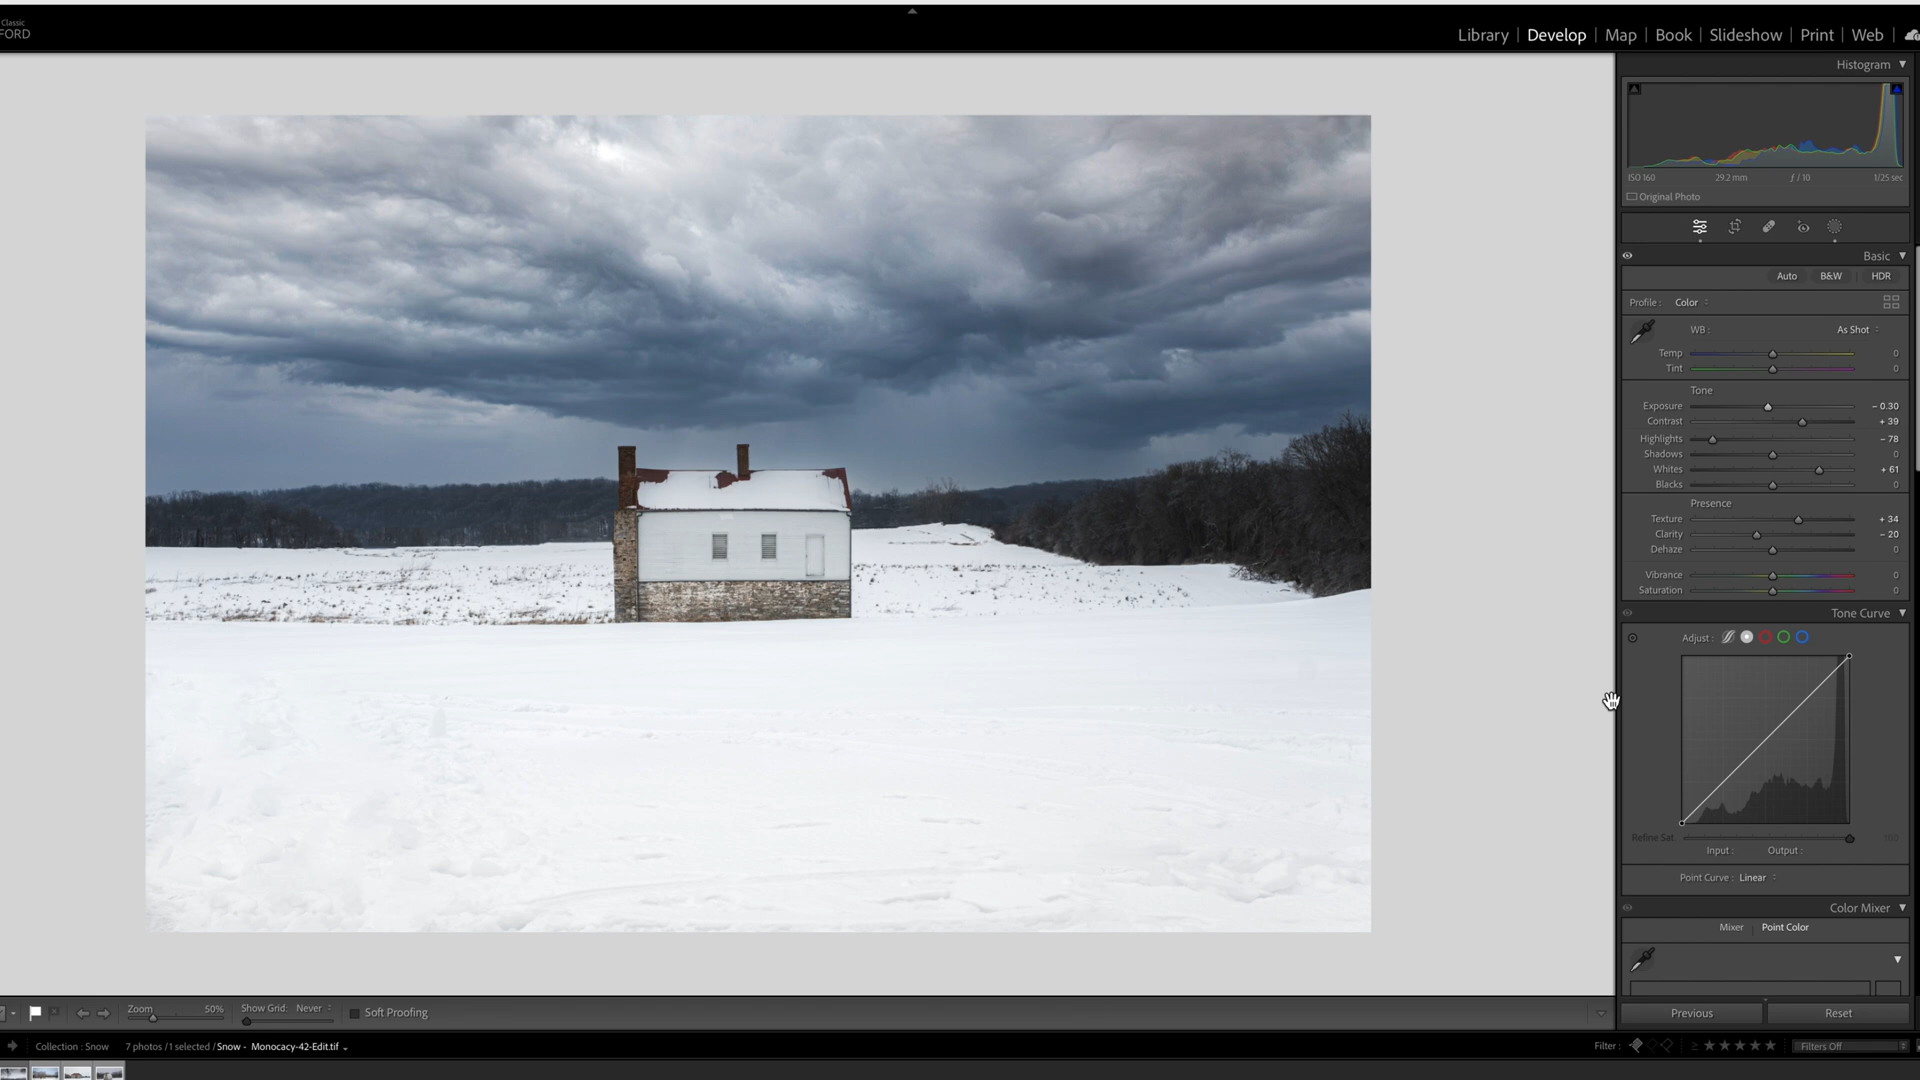 Classic
FORD
Library | Develop | Map | Book | Slideshow | Print | Web |
Histogram
ISO 160 29.2 mm ƒ / 10 1/25 sec
Original Photo
Basic
Auto B&W HDR
Profile : Color
WB : As Shot
Temp 0
Tint 0
Tone
Exposure – 0.30
Contrast + 39
Highlights – 78
Shadows 0
Whites + 61
Blacks 0
Presence
Texture + 34
Clarity – 20
Dehaze 0
Vibrance 0
Saturation 0
Tone Curve
Adjust :
Refine Sat. 100
Input : Output :
Point Curve : Linear
Color Mixer
Mixer Point Color
Zoom 50% Show Grid: Never Soft Proofing
Previous Reset
Collection : Snow 7 photos / 1 selected / Snow - Monocacy-42-Edit.tif
Filter : Filters Off